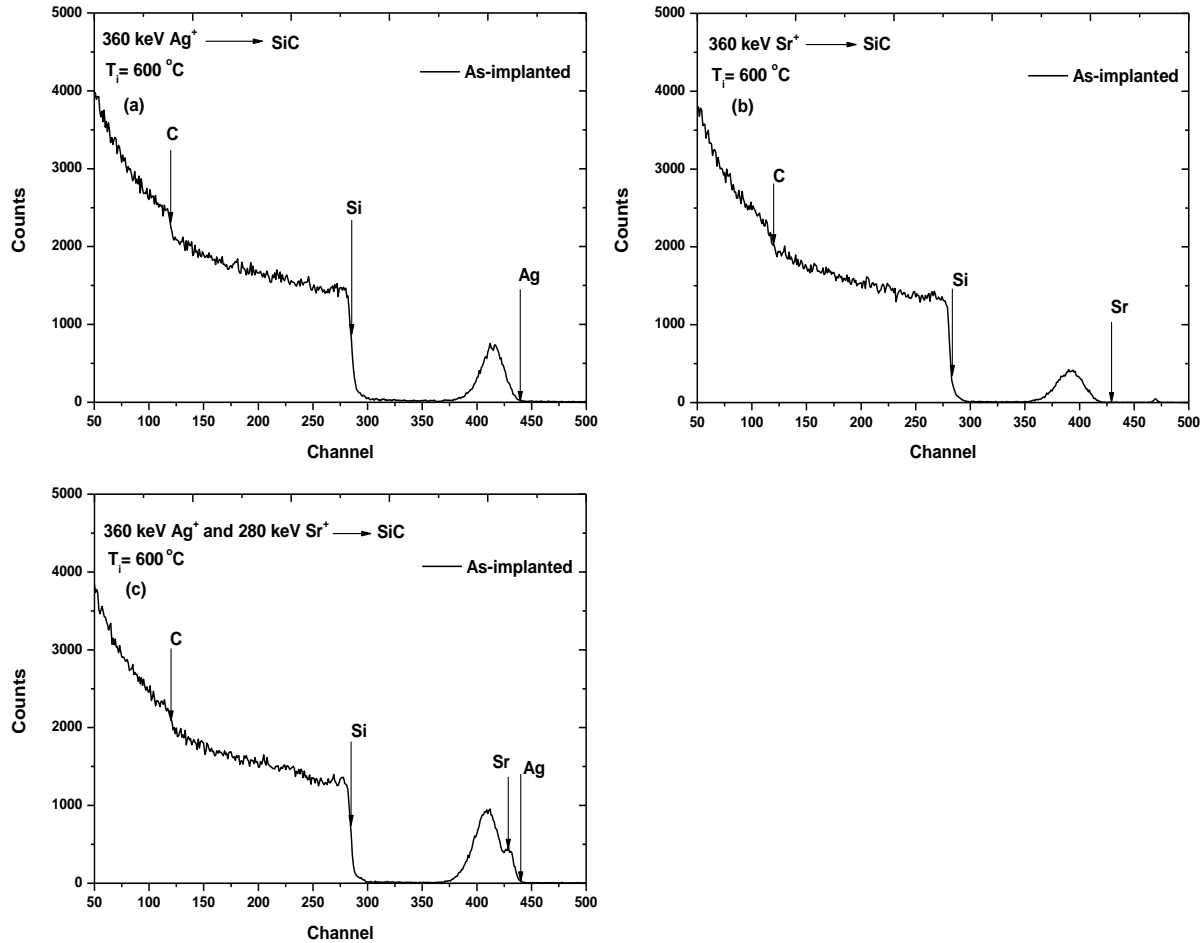 360 keV Ag⁺ → SiC
Tᵢ= 600 °C
(a)
As-implanted
C
Si
Ag
Counts
5000
4000
3000
2000
1000
0
50 100 150 200 250 300 350 400 450 500
Channel
360 keV Sr⁺ → SiC
Tᵢ= 600 °C
(b)
As-implanted
C
Si
Sr
Counts
5000
4000
3000
2000
1000
0
50 100 150 200 250 300 350 400 450 500
Channel
360 keV Ag⁺ and 280 keV Sr⁺ → SiC
Tᵢ= 600 °C
(c)
As-implanted
C
Si
Sr Ag
Counts
5000
4000
3000
2000
1000
0
50 100 150 200 250 300 350 400 450 500
Channel